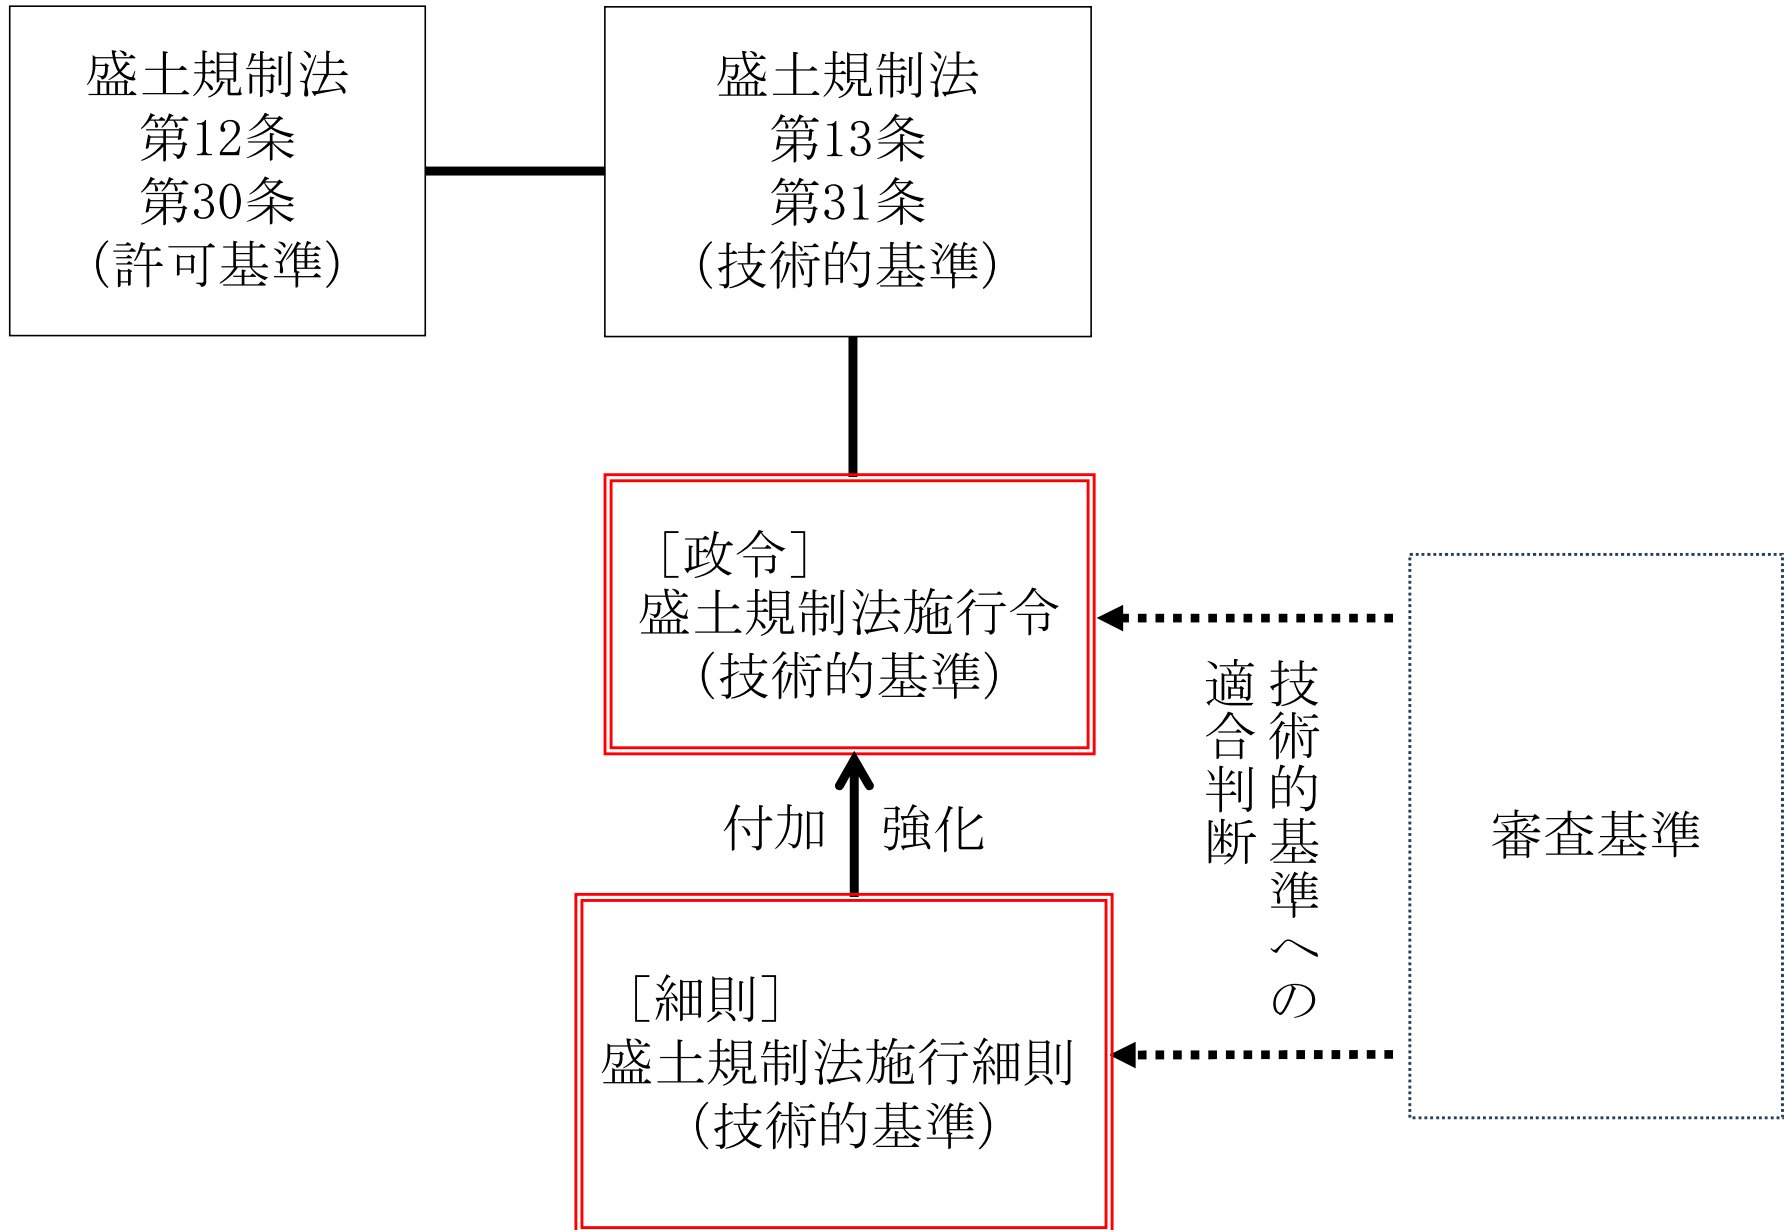 盛土規制法
第12条
第30条
(許可基準)
盛土規制法
第13条
第31条
(技術的基準)
[政令]
盛土規制法施行令
(技術的基準)
付加
強化
[細則]
盛土規制法施行細則
(技術的基準)
技術的基準への
適合判断
審査基準